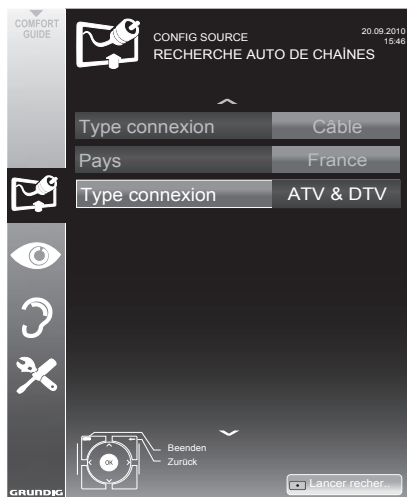 COMFORT
GUIDE
CONFIG SOURCE
20.09.2010
15:46
RECHERCHE AUTO DE CHAÎNES
Type connexion
Câble
Pays
France
Type connexion
ATV & DTV
Beenden
OK
Zurück
GRUNDIG
Lancer recher..